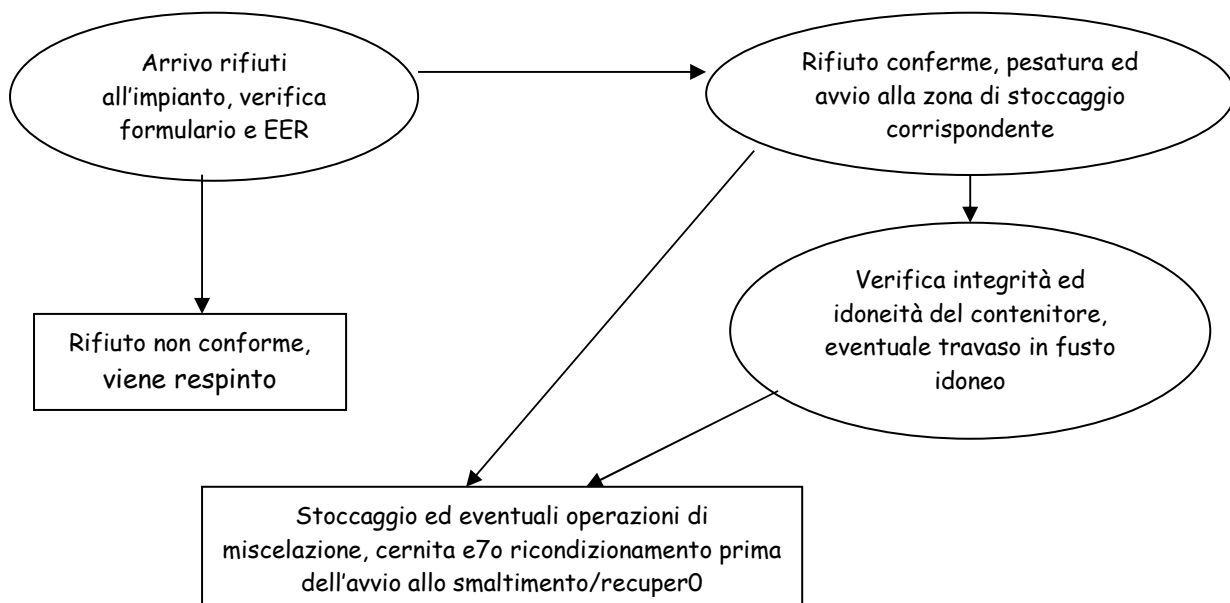 Arrivo rifiuti
all'impianto, verifica
formulario e EER
Rifiuto conferme, pesatura ed
avvio alla zona di stoccaggio
corrispondente
Verifica integrità ed
idoneità del contenitore,
eventuale travaso in fusto
idoneo
Rifiuto non conforme,
viene respinto
Stoccaggio ed eventuali operazioni di
miscelazione, cernita e7o ricondizionamento prima
dell'avvio allo smaltimento/recuper0